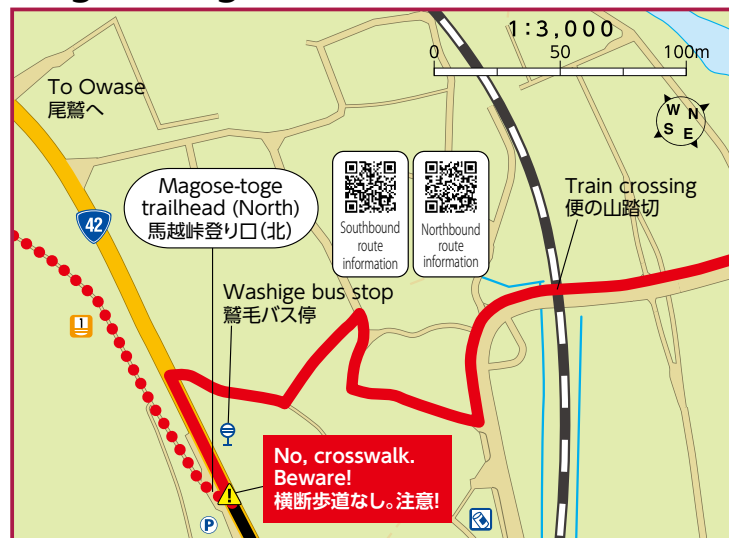 1:3,000
0 50 100m
To Owase
尾鷲へ
W N
S E
Magose-toge
trailhead (North)
馬越峠登り口(北)
42
Southbound
route
information
Northbound
route
information
Train crossing
便の山踏切
1
Washige bus stop
鷲毛バス停
No, crosswalk.
Beware!
横断歩道なし。注意!
P